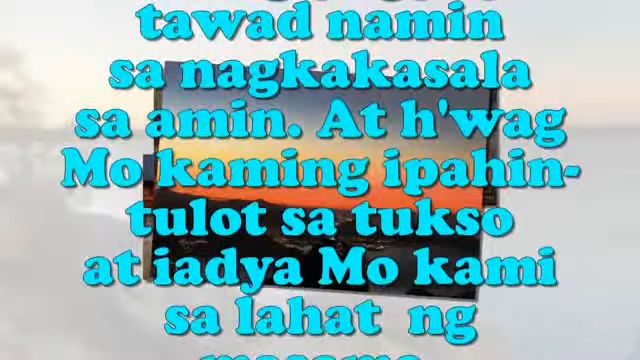 tawad namin
sa nagkakasala
sa amin. At h'wag
Mo kaming ipahin-
tulot sa tukso
at iadya Mo kami
sa lahat ng